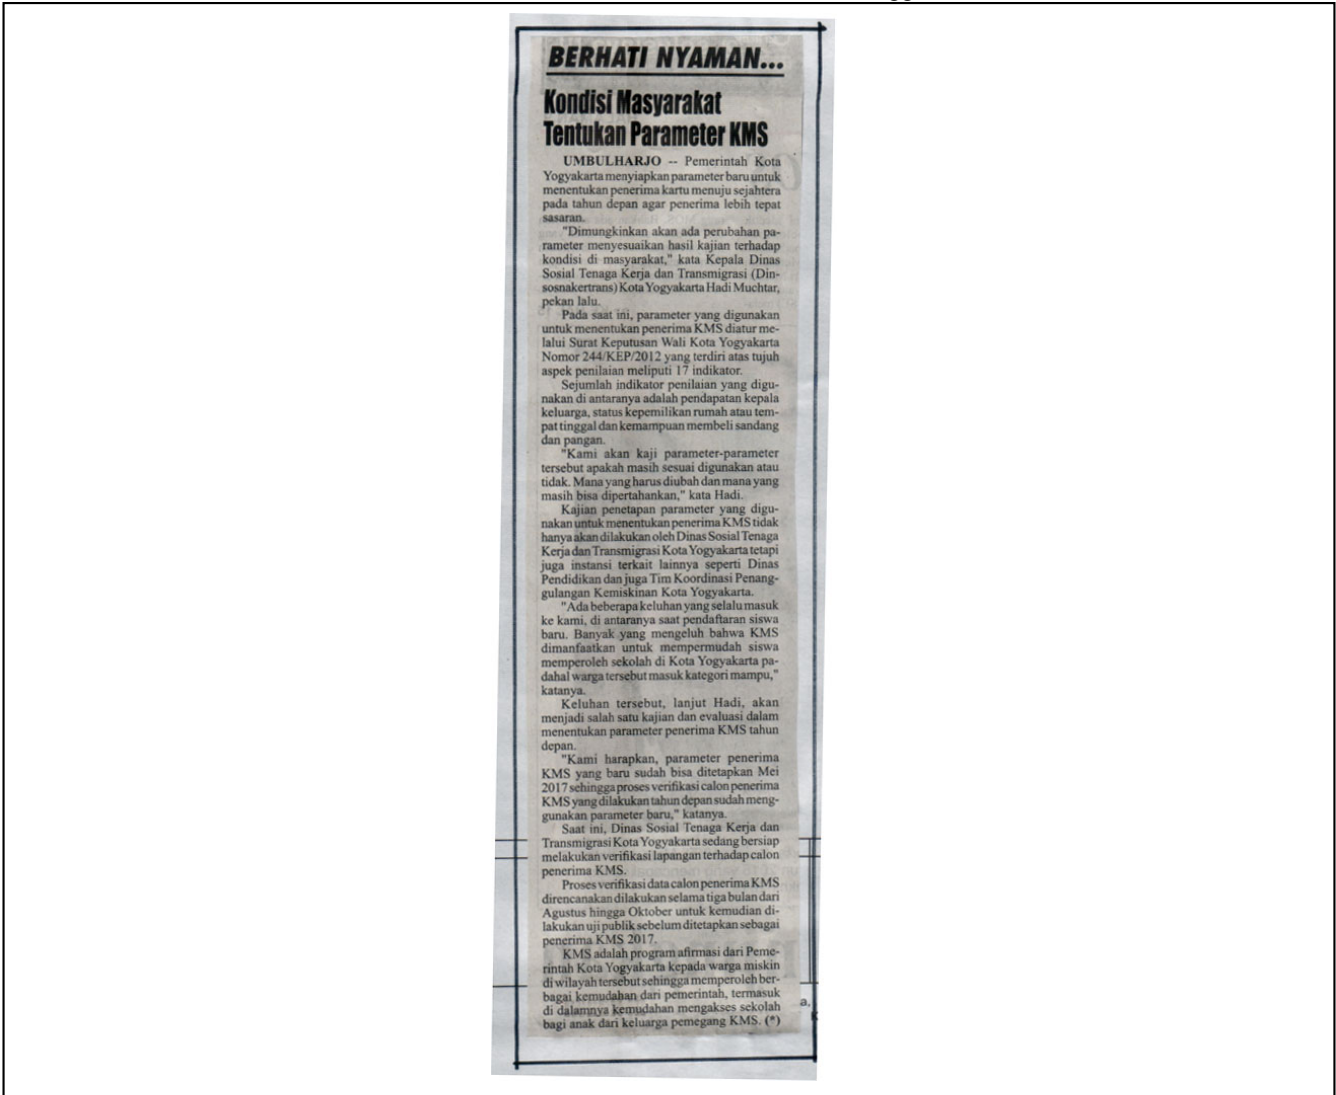 BERHATI NYAMAN...
Kondisi Masyarakat
Tentukan Parameter KMS
UMBULHARJO -- Pemerintah Kota
Yogyakarta menyiapkan parameter baru untuk
menentukan penerima kartu menuju sejahtera
pada tahun depan agar penerima lebih tepat
sasaran.
"Dimungkinkan akan ada perubahan pa-
rameter menyesuaikan hasil kajian terhadap
kondisi di masyarakat," kata Kepala Dinas
Sosial Tenaga Kerja dan Transmigrasi (Din-
sosnakertrans) Kota Yogyakarta Hadi Muchtar,
pekan lalu.
Pada saat ini, parameter yang digunakan
untuk menentukan penerima KMS diatur me-
lalui Surat Keputusan Wali Kota Yogyakarta
Nomor 244/KEP/2012 yang terdiri atas tujuh
aspek penilaian meliputi 17 indikator.
Sejumlah indikator penilaian yang digu-
nakan di antaranya adalah pendapatan kepala
keluarga, status kepemilikan rumah atau tem-
pat tinggal dan kemampuan membeli sandang
dan pangan.
"Kami akan kaji parameter-parameter
tersebut apakah masih sesuai digunakan atau
tidak. Mana yang harus diubah dan mana yang
masih bisa dipertahankan," kata Hadi.
Kajian penetapan parameter yang digu-
nakan untuk menentukan penerima KMS tidak
hanya akan dilakukan oleh Dinas Sosial Tenaga
Kerja dan Transmigrasi Kota Yogyakarta tetapi
juga instansi terkait lainnya seperti Dinas
Pendidikan dan juga Tim Koordinasi Penang-
gulangan Kemiskinan Kota Yogyakarta.
"Ada beberapa keluhan yang selalu masuk
ke kami, di antaranya saat pendaftaran siswa
baru. Banyak yang mengeluh bahwa KMS
dimanfaatkan untuk mempermudah siswa
memperoleh sekolah di Kota Yogyakarta pa-
dahal warga tersebut masuk kategori mampu,"
katanya.
Keluhan tersebut, lanjut Hadi, akan
menjadi salah satu kajian dan evaluasi dalam
menentukan parameter penerima KMS tahun
depan.
"Kami harapkan, parameter penerima
KMS yang baru sudah bisa ditetapkan Mei
2017 sehingga proses verifikasi calon penerima
KMS yang dilakukan tahun depan sudah meng-
gunakan parameter baru," katanya.
Saat ini, Dinas Sosial Tenaga Kerja dan
Transmigrasi Kota Yogyakarta sedang bersiap
melakukan verifikasi lapangan terhadap calon
penerima KMS.
Proses verifikasi data calon penerima KMS
direncanakan dilakukan selama tiga bulan dari
Agustus hingga Oktober untuk kemudian di-
lakukan uji publik sebelum ditetapkan sebagai
penerima KMS 2017.
KMS adalah program afirmasi dari Peme-
rintah Kota Yogyakarta kepada warga miskin
di wilayah tersebut sehingga memperoleh ber-
bagai kemudahan dari pemerintah, termasuk
di dalamnya kemudahan mengakses sekolah
bagi anak dari keluarga pemegang KMS. (*)